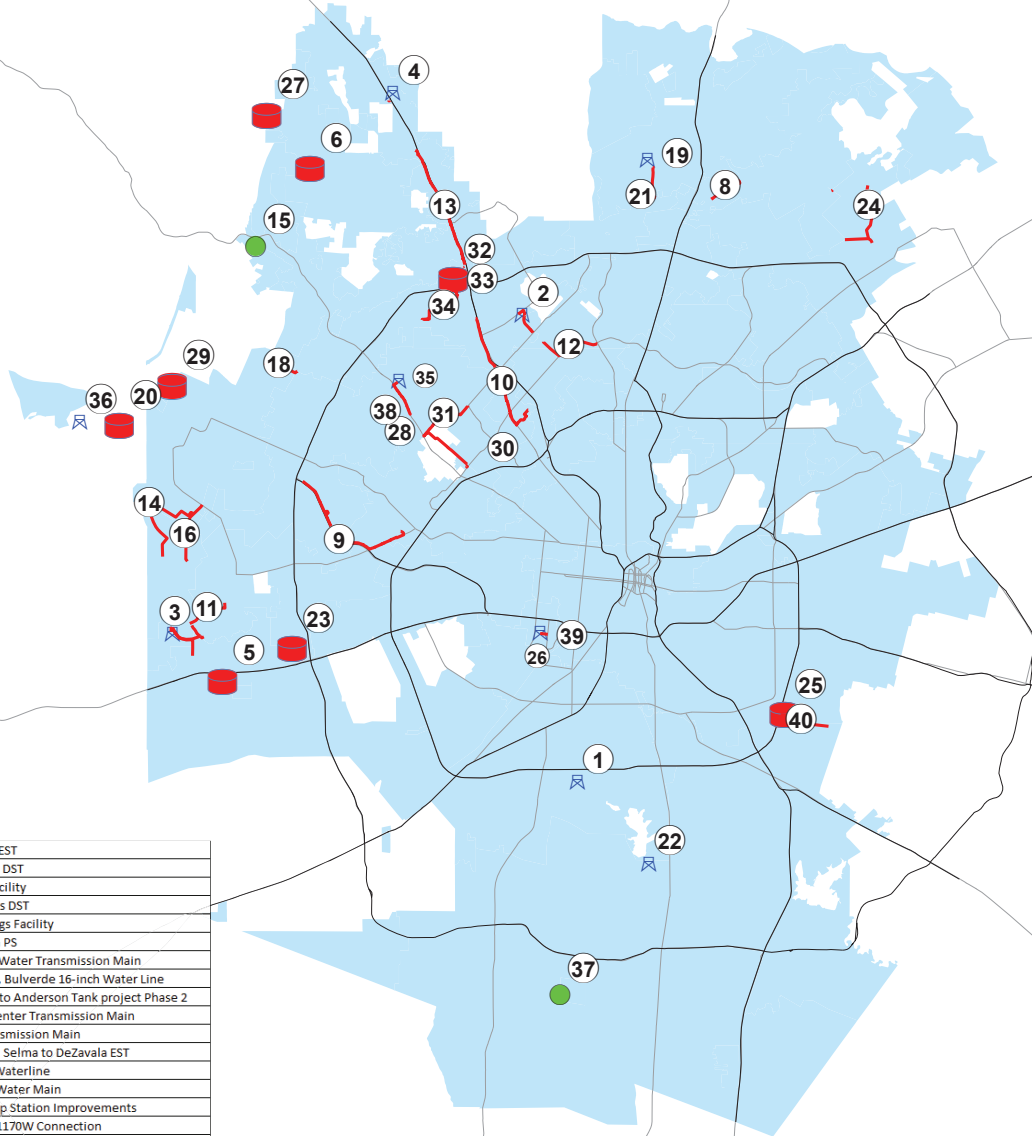 4
27
6
19
8
21
24
13
15
32
33
2
34
12
29
18
35
10
20
36
38
31
28
30
14
16
9
3
11
23
39
5
26
25
40
1
22
37
EST
DST
cility
s DST
gs Facility
PS
Water Transmission Main
Bulverde 16-inch Water Line
to Anderson Tank project Phase 2
enter Transmission Main
smission Main
Selma to DeZavala EST
Waterline
Water Main
p Station Improvements
1170W Connection